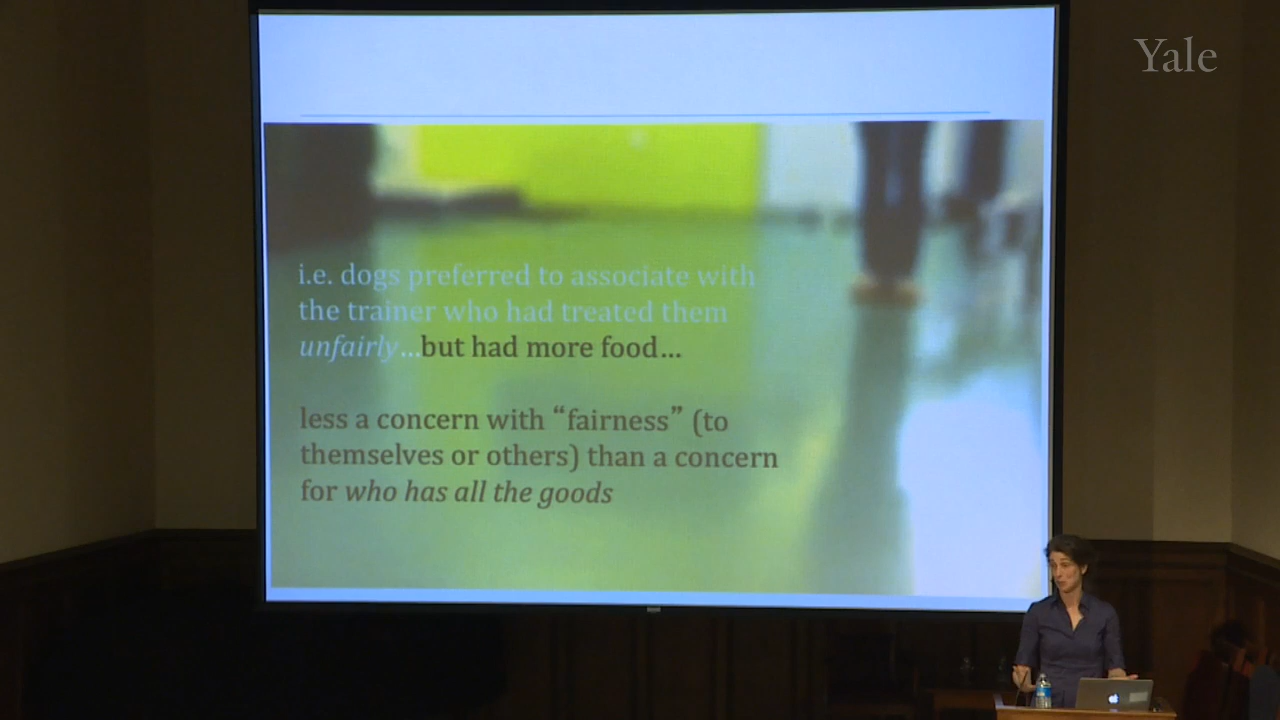 Yale
i.e. dogs preferred to associate with
the trainer who had treated them
unfairly...but had more food...
less a concern with “fairness” (to
themselves or others) than a concern
for who has all the goods